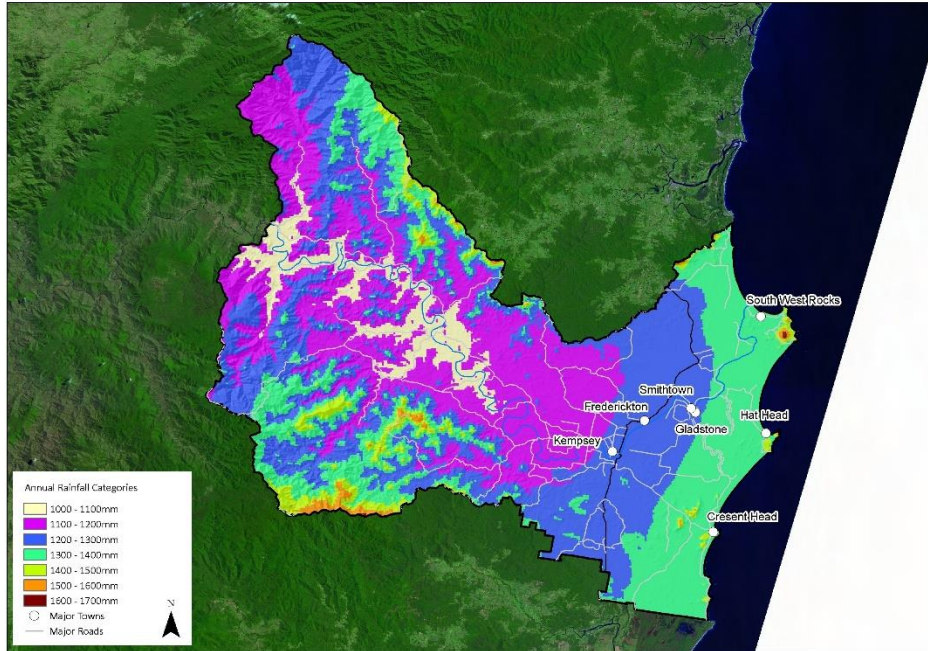 South West Rocks
Smithtown
Frederickton
Gladstone
Hat Head
Kempsey
Cresent Head
Annual Rainfall Categories
1000 - 1100mm
1100 - 1200mm
1200 - 1300mm
1300 - 1400mm
1400 - 1500mm
1500 - 1600mm
1600 - 1700mm
Major Towns
Major Roads
N